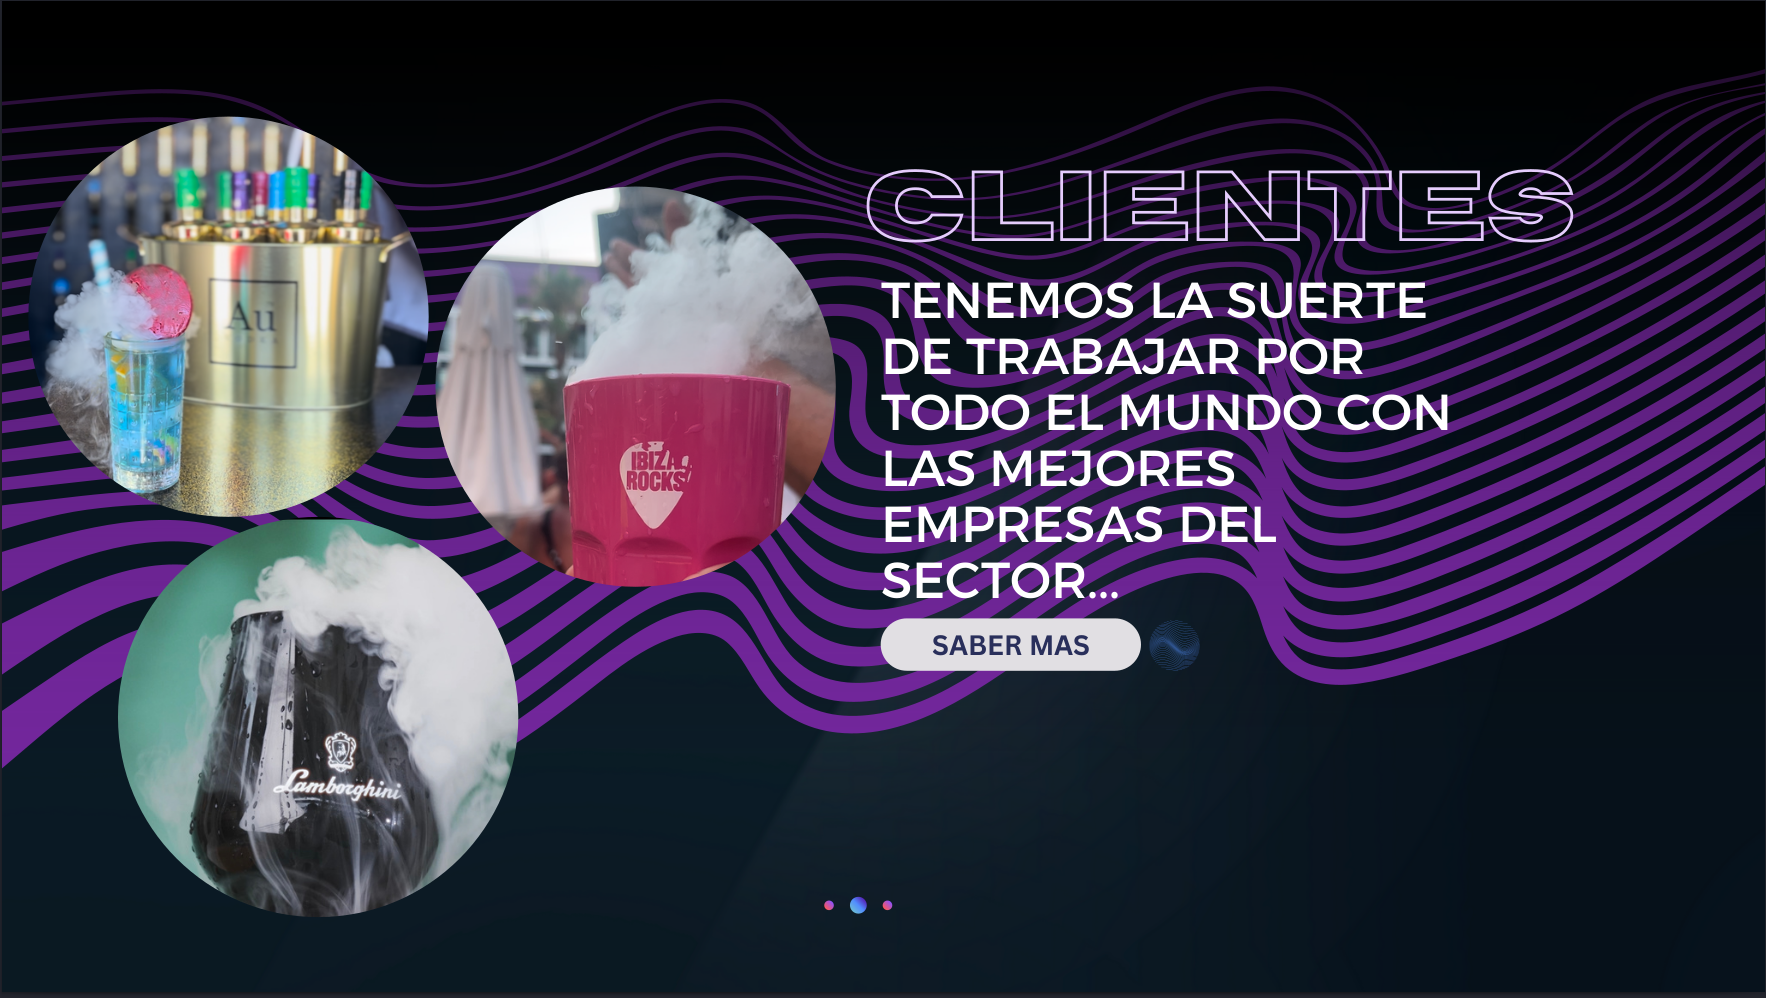 CLIENTES
TENEMOS LA SUERTE
DE TRABAJAR POR
TODO EL MUNDO CON
LAS MEJORES
EMPRESAS DEL
SECTOR...
SABER MAS
Au
IBIZA
ROCKS
Lamborghini